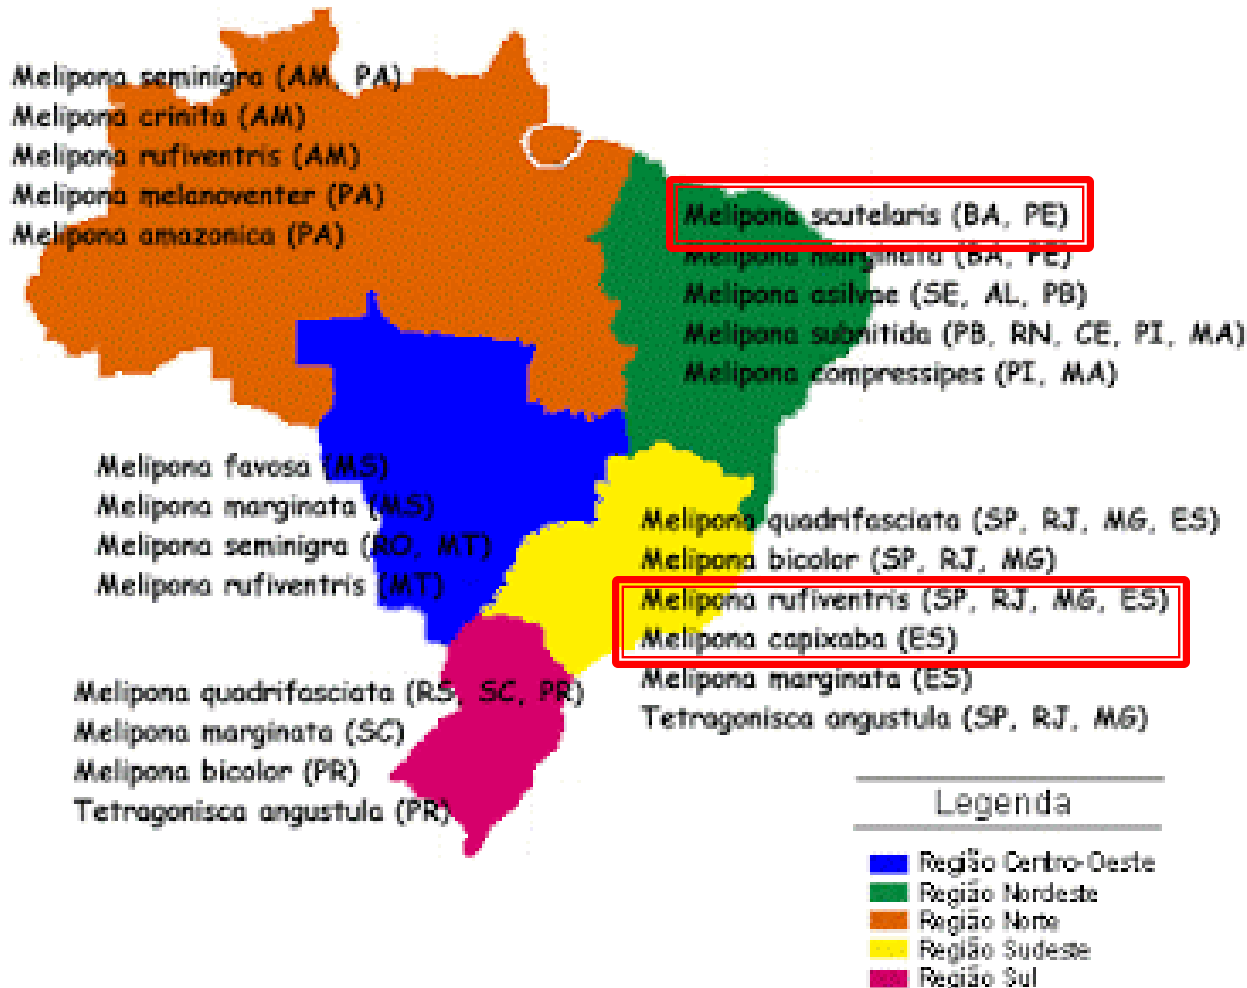 Melipona seminigra (AM, PA)
Melipona crinita (AM)
Melipona rufiventris (AM)
Melipona melanoventer (PA)
Melipona amazonica (PA)
Melipona scutelaris (BA, PE)
Melipona marginata (BA, PE)
Melipona asilvae (SE, AL, PB)
Melipona subnitida (PB, RN, CE, PI, MA)
Melipona compressipes (PI, MA)
Melipona favosa (MS)
Melipona marginata (MS)
Melipona seminigra (RO, MT)
Melipona rufiventris (MT)
Melipona quadrifasciata (SP, RJ, MG, ES)
Melipona bicolor (SP, RJ, MG)
Melipona rufiventris (SP, RJ, MG, ES)
Melipona capixaba (ES)
Melipona marginata (ES)
Tetragonisca angustula (SP, RJ, MG)
Melipona quadrifasciata (RS, SC, PR)
Melipona marginata (SC)
Melipona bicolor (PR)
Tetragonisca angustula (PR)
Legenda
Região Centro-Oeste
Região Nordeste
Região Norte
Região Sudeste
Região Sul